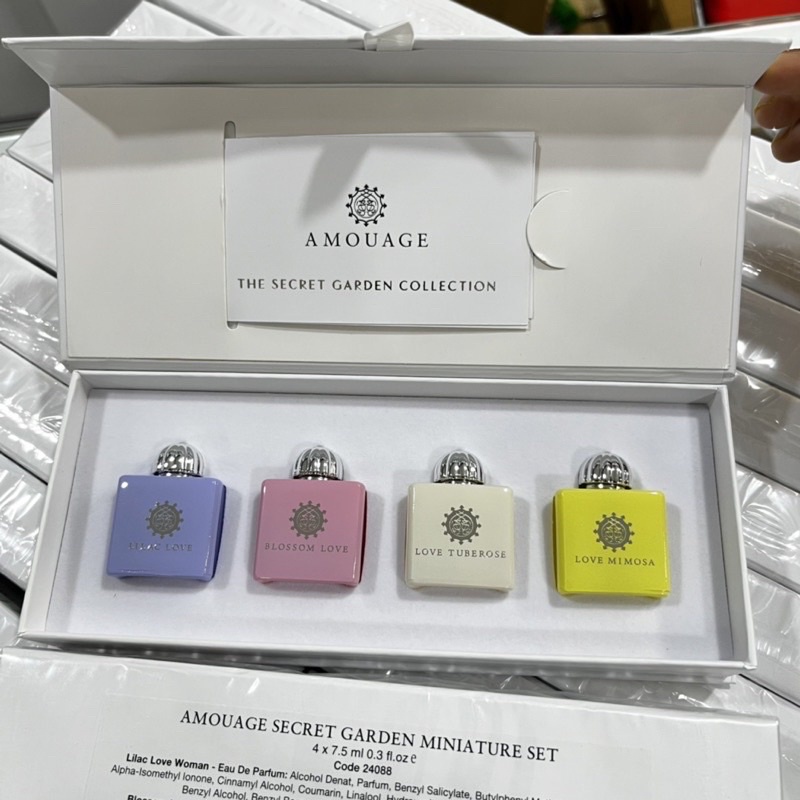 AMOUAGE
THE SECRET GARDEN COLLECTION
LILAC LOVE
BLOSSOM LOVE
LOVE TUBEROSE
LOVE MIMOSA
AMOUAGE SECRET GARDEN MINIATURE SET
4 x 7.5 ml 0.3 fl.oz ℮
Code 24088
Lilac Love Woman - Eau De Parfum: Alcohol Denat, Parfum, Benzyl Salicylate,
Alpha-Isomethyl Ionone, Cinnamyl Alcohol, Coumarin, Linalool,
Benzyl Alcohol,